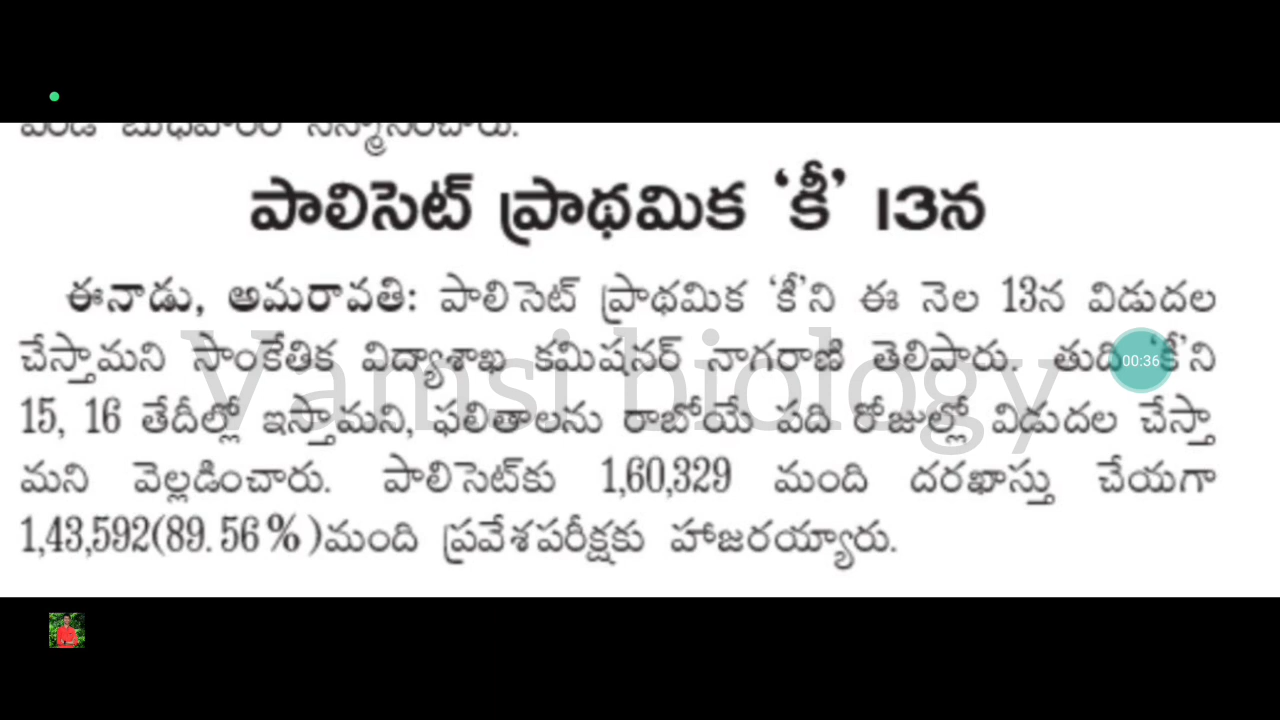 పాలిసెట్ ప్రాథమిక ‘కీ’ 13న
ఈనాడు, అమరావతి: పాలిసెట్ ప్రాథమిక ‘కీ’ని ఈ నెల 13న విడుదల
చేస్తామని సాంకేతిక విద్యాశాఖ కమిషనర్ నాగరాణి తెలిపారు. తుది ‘కీ’ని
00:36
15, 16 తేదీల్లో ఇస్తామని, ఫలితాలను రాబోయే పది రోజుల్లో విడుదల చేస్తా
మని వెల్లడించారు. పాలిసెట్‌కు 1,60,329 మంది దరఖాస్తు చేయగా
1,43,592(89.56%)మంది ప్రవేశపరీక్షకు హాజరయ్యారు.
Vamsi biology